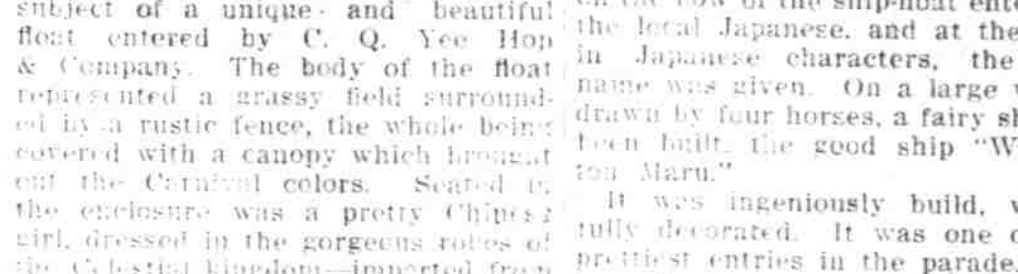 subject of a unique and beautiful
float entered by C. Q. Yee Hop
& Company. The body of the float
represented a grassy field surround-
ed by a rustic fence, the whole being
covered with a canopy which brought
out the Carnival colors. Seated in
the enclosure was a pretty Chinese
girl, dressed in the gorgeous robes of
the Celestial kingdom—imported from
the ship-float
the local Japanese, and at the
in Japanese characters, the
name was given. On a large
drawn by four horses, a fairy
been built, the good ship "W
ton Maru."
It was ingeniously build,
fully decorated. It was one
prettiest entries in the parade